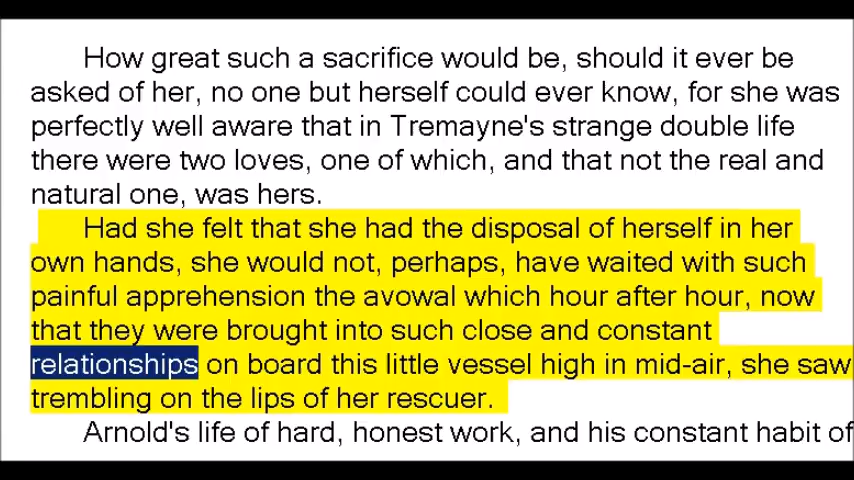 How great such a sacrifice would be, should it ever be
asked of her, no one but herself could ever know, for she was
perfectly well aware that in Tremayne's strange double life
there were two loves, one of which, and that not the real and
natural one, was hers.
Had she felt that she had the disposal of herself in her
own hands, she would not, perhaps, have waited with such
painful apprehension the avowal which hour after hour, now
that they were brought into such close and constant
relationships on board this little vessel high in mid-air, she saw
trembling on the lips of her rescuer.
Arnold's life of hard, honest work, and his constant habit of